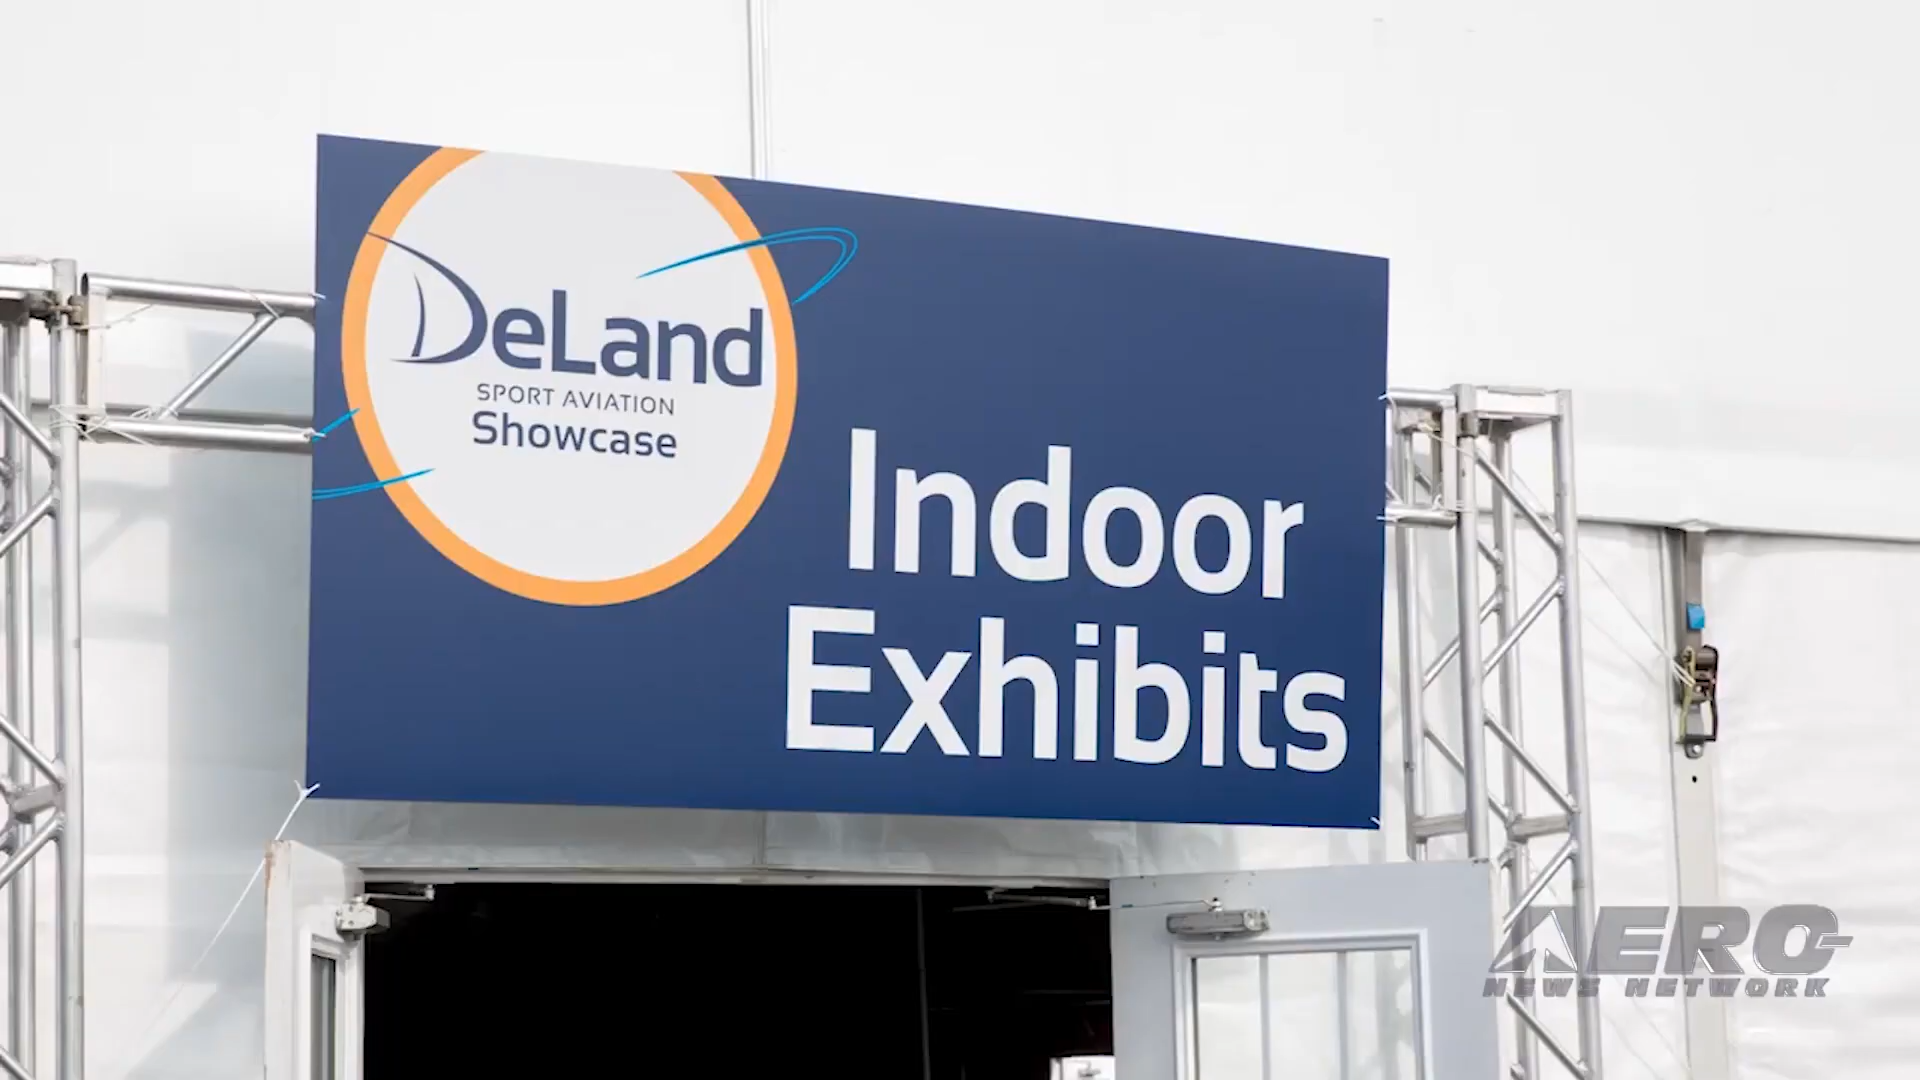 DeLand
SPORT AVIATION
Showcase
Indoor
Exhibits
AERO-
NEWS NETWORK